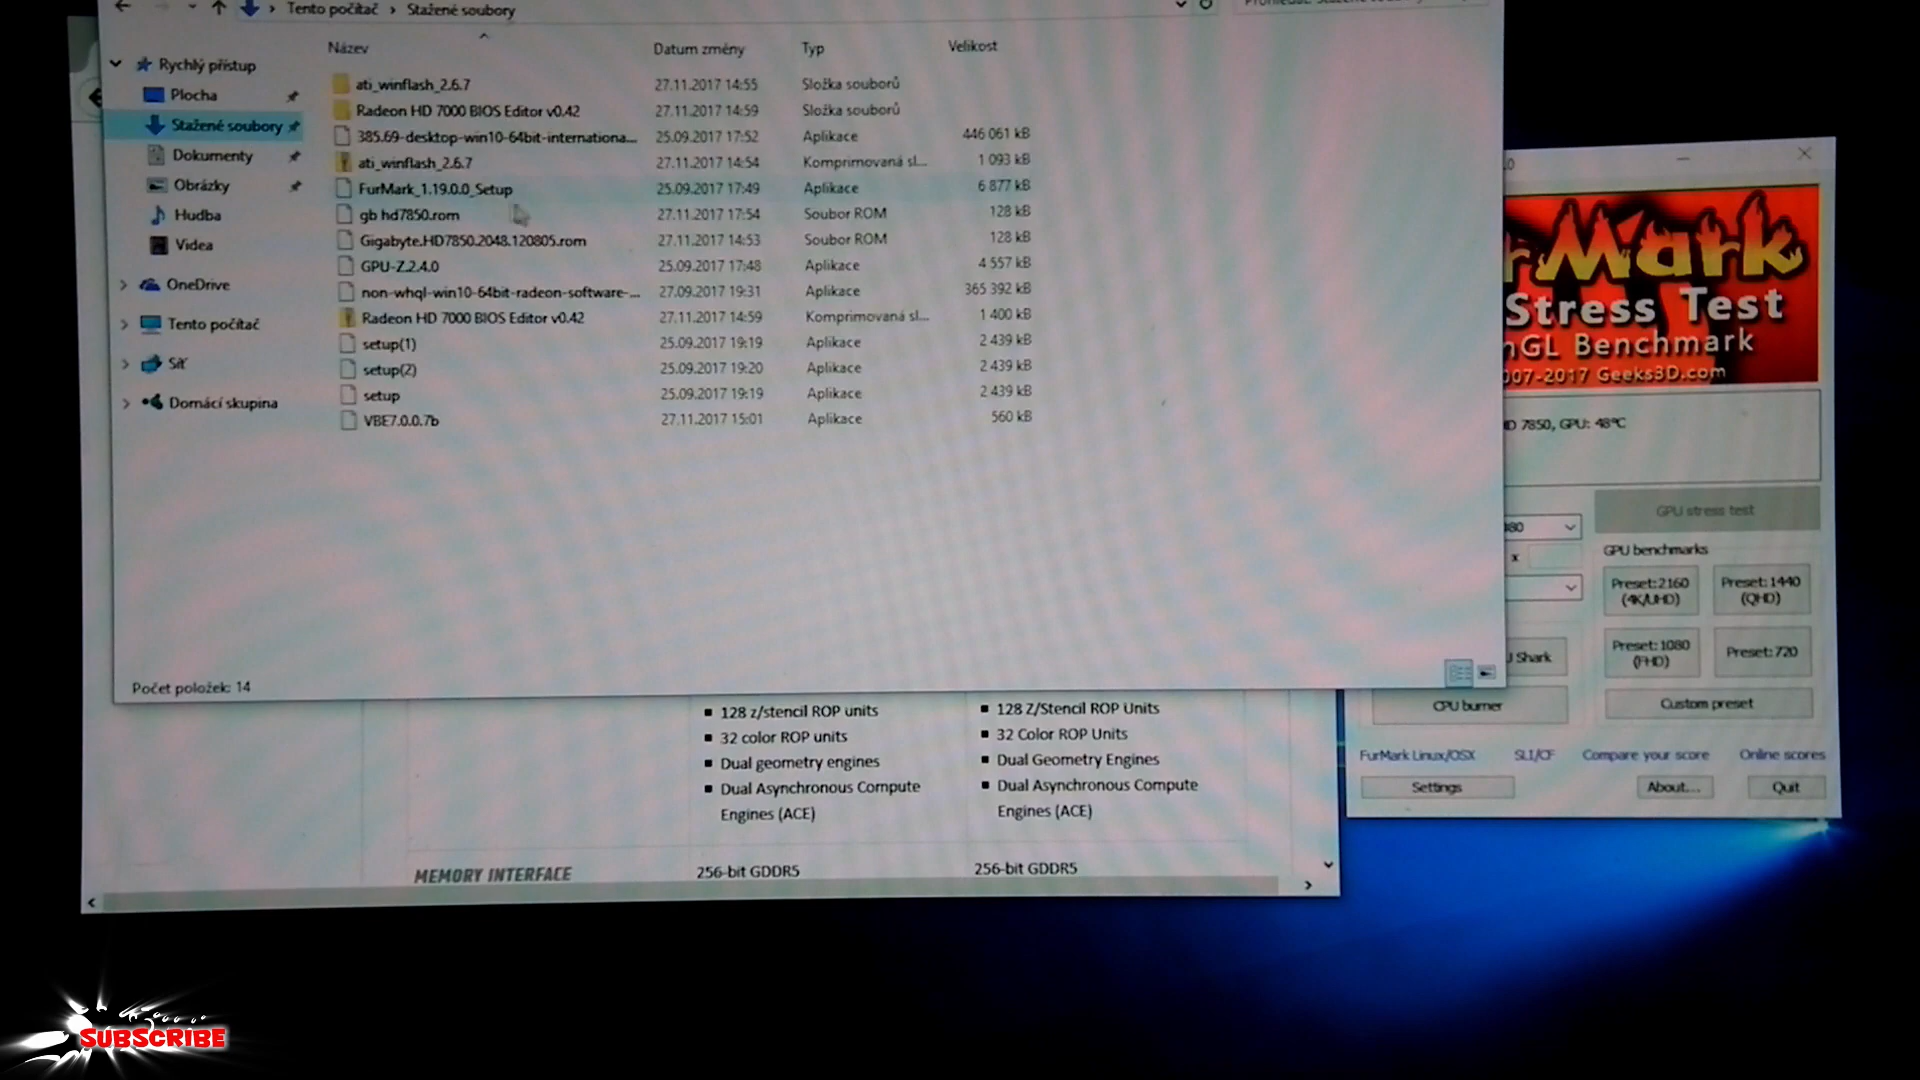 Tento počítač › Stažené soubory
Název Datum změny Typ Velikost
Rychlý přístup
Plocha
Stažené soubory
Dokumenty
Obrázky
Hudba
Videa
OneDrive
Tento počítač
Síť
Domácí skupina
ati_winflash_2.6.7 27.11.2017 14:55 Složka souborů
Radeon HD 7000 BIOS Editor v0.42 27.11.2017 14:59 Složka souborů
385.69-desktop-win10-64bit-internationa... 25.09.2017 17:52 Aplikace 446 061 kB
ati_winflash_2.6.7 27.11.2017 14:54 Komprimovaná sl... 1 093 kB
FurMark_1.19.0.0_Setup 25.09.2017 17:49 Aplikace 6 877 kB
gb hd7850.rom 27.11.2017 17:54 Soubor ROM 128 kB
Gigabyte.HD7850.2048.120805.rom 27.11.2017 14:53 Soubor ROM 128 kB
GPU-Z.2.4.0 25.09.2017 17:48 Aplikace 4 557 kB
non-whql-win10-64bit-radeon-software-... 27.09.2017 19:31 Aplikace 365 392 kB
Radeon HD 7000 BIOS Editor v0.42 27.11.2017 14:59 Komprimovaná sl... 1 400 kB
setup(1) 25.09.2017 19:19 Aplikace 2 439 kB
setup(2) 25.09.2017 19:20 Aplikace 2 439 kB
setup 25.09.2017 19:19 Aplikace 2 439 kB
VBE7.0.0.7b 27.11.2017 15:01 Aplikace 560 kB
Počet položek: 14
128 z/stencil ROP units
32 color ROP units
Dual geometry engines
Dual Asynchronous Compute
Engines (ACE)
128 Z/Stencil ROP Units
32 Color ROP Units
Dual Geometry Engines
Dual Asynchronous Compute
Engines (ACE)
MEMORY INTERFACE 256-bit GDDR5 256-bit GDDR5
rMark
Stress Test
nGL Benchmark
007-2017 Geeks3D.com
D 7850, GPU: 48°C
GPU stress test
GPU benchmarks
x
Preset:2160
(4K/UHD)
Preset:1440
(QHD)
Preset:1080
(FHD)
Preset:720
Custom preset
J Shark
CPU burner
FurMark Linux/OSX SLI/CF Compare your score Online scores
Settings About... Quit
SUBSCRIBE